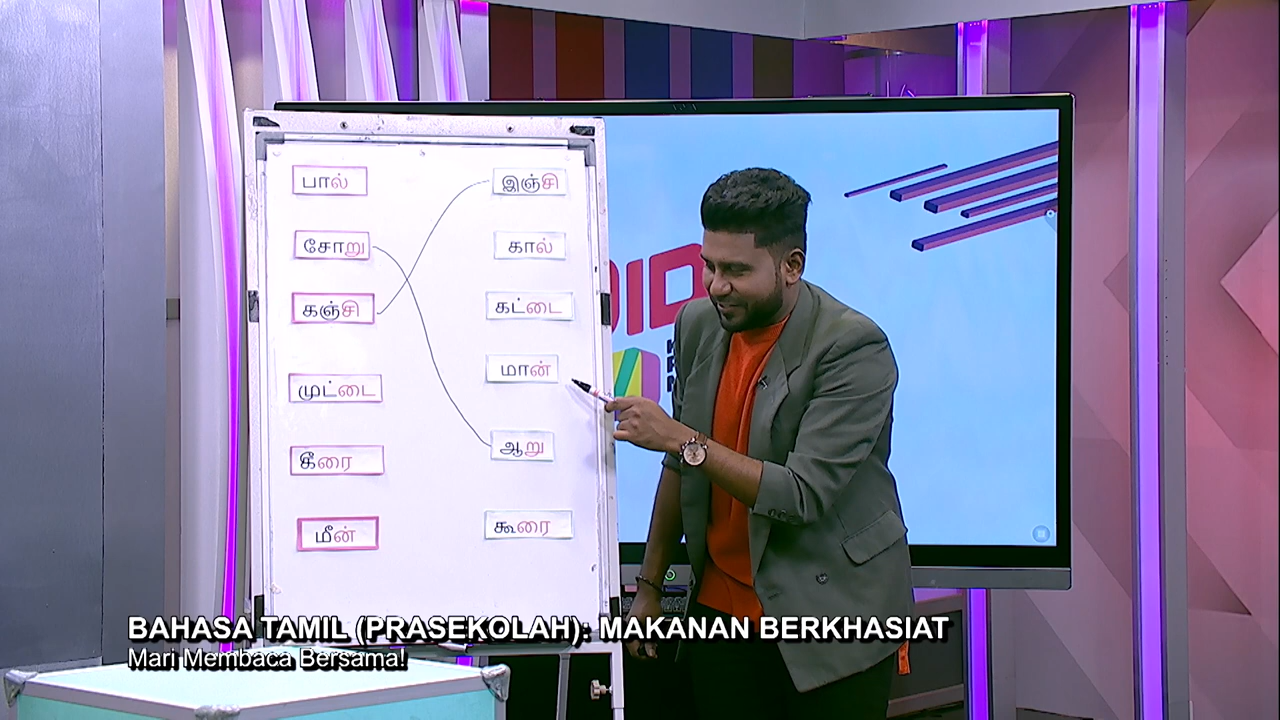 பால்
இஞ்சி
சோறு
கால்
கஞ்சி
கட்டை
முட்டை
மான்
கீரை
ஆறு
மீன்
கூரை
BAHASA TAMIL (PRASEKOLAH): MAKANAN BERKHASIAT
Mari Membaca Bersama!